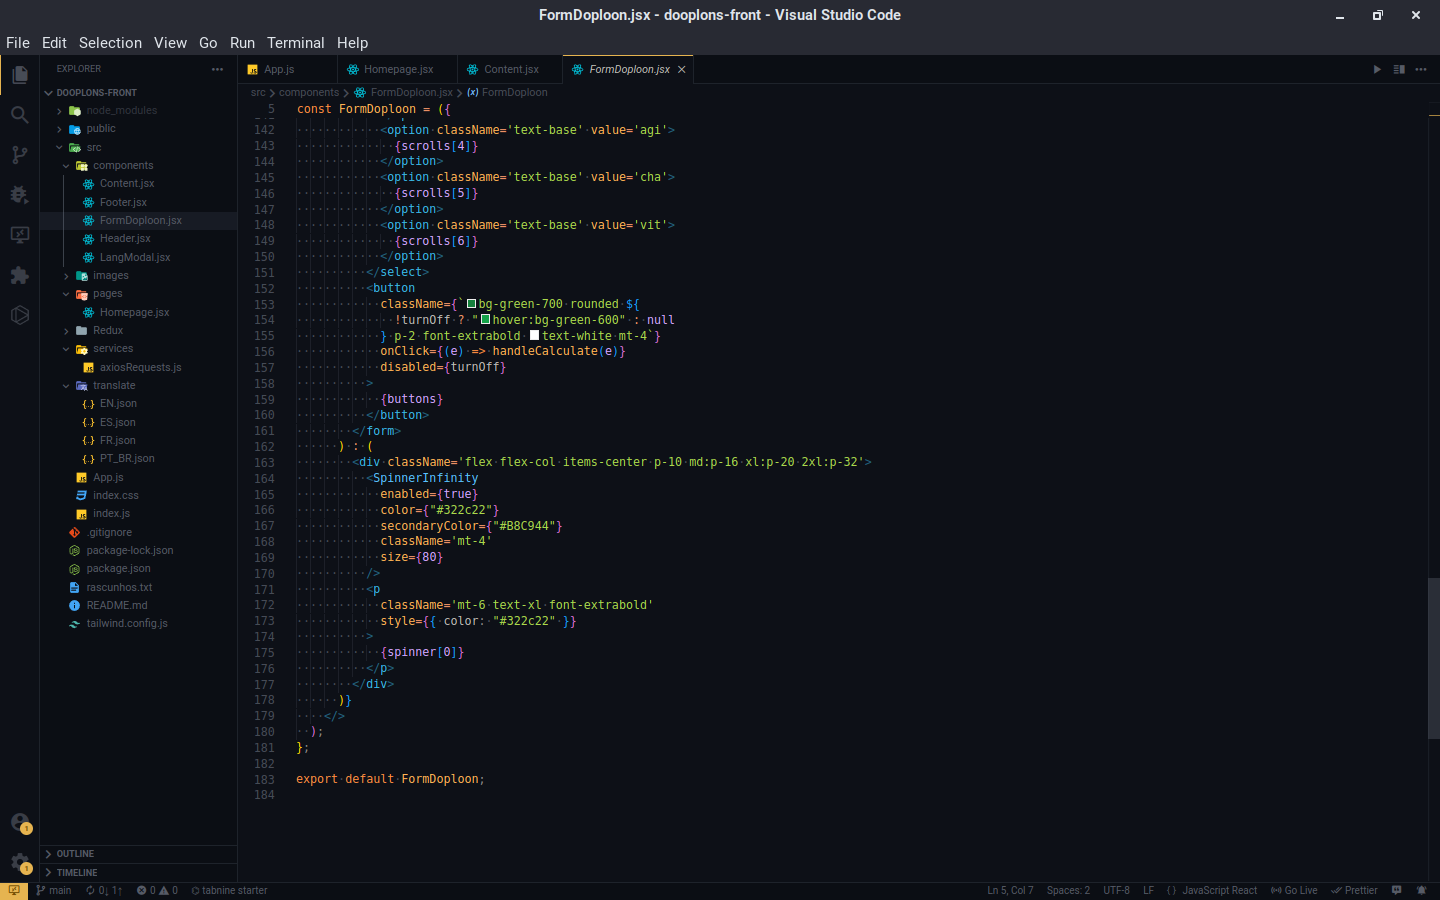 FormDoploon.jsx - dooplons-front - Visual Studio Code
File Edit Selection View Go Run Terminal Help
EXPLORER
DOOPLONS-FRONT
node_modules
public
src
components
Content.jsx
Footer.jsx
FormDoploon.jsx
Header.jsx
LangModal.jsx
images
pages
Homepage.jsx
Redux
services
axiosRequests.js
translate
EN.json
ES.json
FR.json
PT_BR.json
App.js
index.css
index.js
.gitignore
package-lock.json
package.json
rascunhos.txt
README.md
tailwind.config.js
OUTLINE
TIMELINE
App.js Homepage.jsx Content.jsx FormDoploon.jsx
src > components > FormDoploon.jsx > FormDoploon
5 const FormDoploon = ({
142 <option className='text-base' value='agi'>
143 {scrolls[4]}
144 </option>
145 <option className='text-base' value='cha'>
146 {scrolls[5]}
147 </option>
148 <option className='text-base' value='vit'>
149 {scrolls[6]}
150 </option>
151 </select>
152 <button
153 className={`bg-green-700 rounded ${
154 !turnOff ? "hover:bg-green-600" : null
155 } p-2 font-extrabold text-white mt-4`}
156 onClick={(e) => handleCalculate(e)}
157 disabled={turnOff}
158 >
159 {buttons}
160 </button>
161 </form>
162 ) : (
163 <div className='flex flex-col items-center p-10 md:p-16 xl:p-20 2xl:p-32'>
164 <SpinnerInfinity
165 enabled={true}
166 color={"#322c22"}
167 secondaryColor={"#B8C944"}
168 className='mt-4'
169 size={80}
170 />
171 <p
172 className='mt-6 text-xl font-extrabold'
173 style={{ color: "#322c22" }}
174 >
175 {spinner[0]}
176 </p>
177 </div>
178 )}
179 </>
180 );
181 };
182
183 export default FormDoploon;
184
1
1
main 0↓ 1↑ 0 0 tabnine starter Ln 5, Col 7 Spaces: 2 UTF-8 LF {} JavaScript React Go Live Prettier